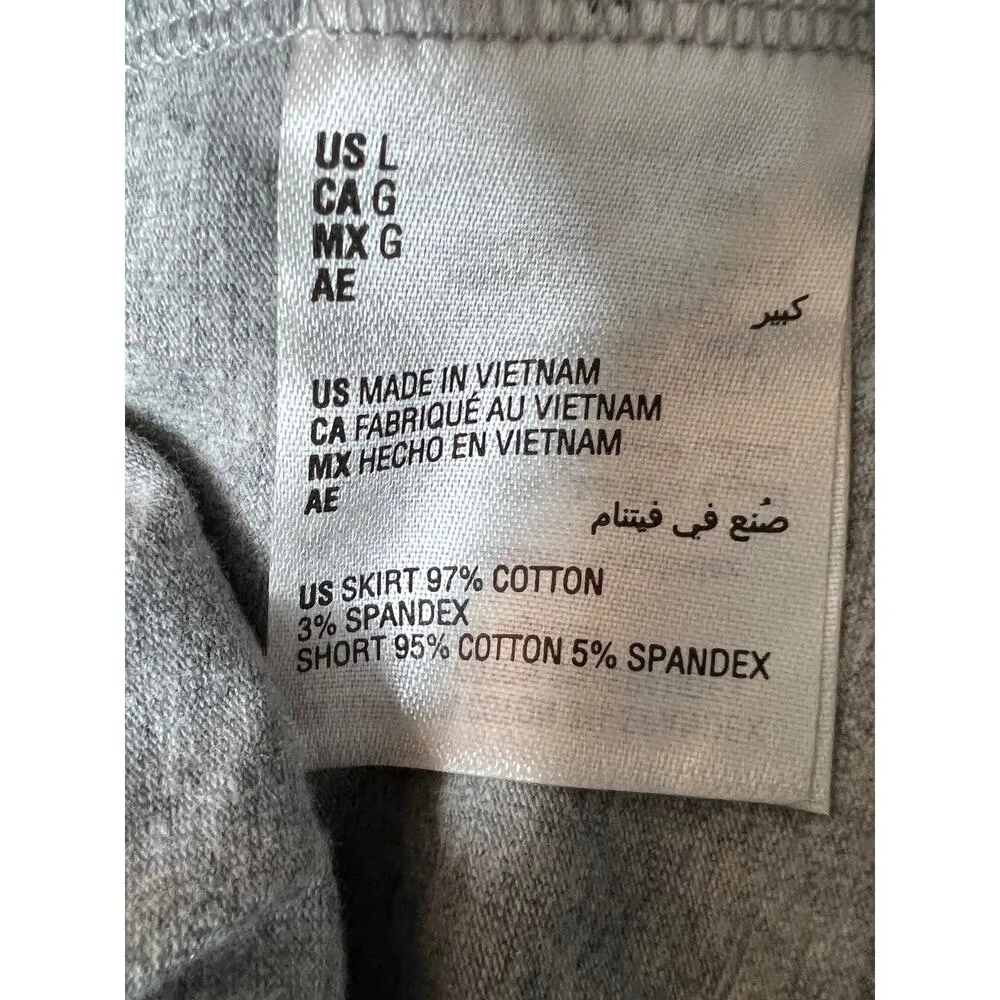 US L
CA G
MX G
AE
كبير
US MADE IN VIETNAM
CA FABRIQUÉ AU VIETNAM
MX HECHO EN VIETNAM
AE
صُنع في فيتنام
US SKIRT 97% COTTON
3% SPANDEX
SHORT 95% COTTON 5% SPANDEX